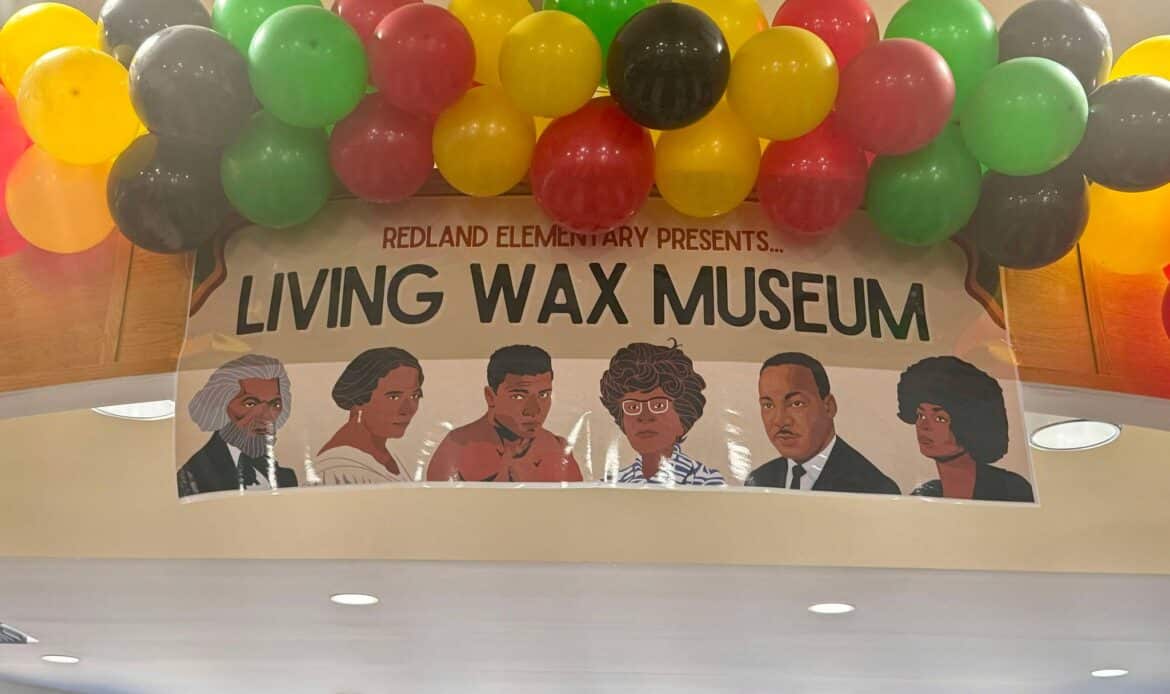 REDLAND ELEMENTARY PRESENTS...
LIVING WAX MUSEUM